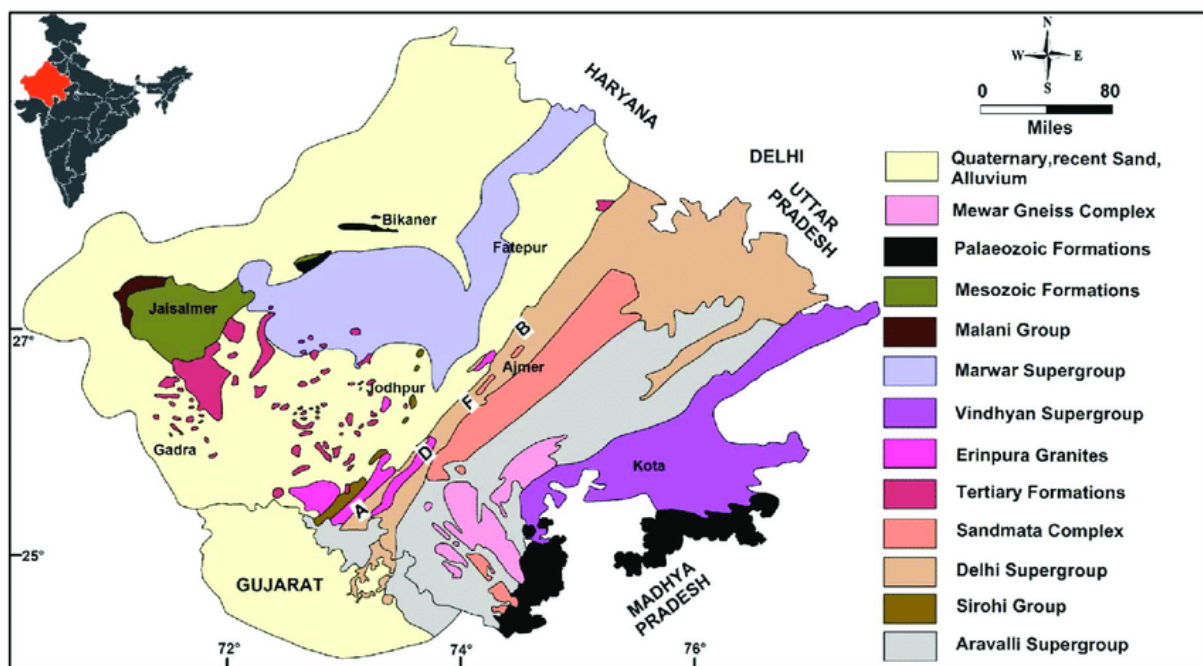 N
W E
S
0 80
Miles
HARYANA
DELHI
UTTAR
PRADESH
Bikaner
Fatepur
Jaisalmer
27°
B
Ajmer
Jodhpur
F
Gadra
D
Kota
A
25°
GUJARAT
MADHYA
PRADESH
72° 74° 76°
Quaternary,recent Sand,
Alluvium
Mewar Gneiss Complex
Palaeozoic Formations
Mesozoic Formations
Malani Group
Marwar Supergroup
Vindhyan Supergroup
Erinpura Granites
Tertiary Formations
Sandmata Complex
Delhi Supergroup
Sirohi Group
Aravalli Supergroup